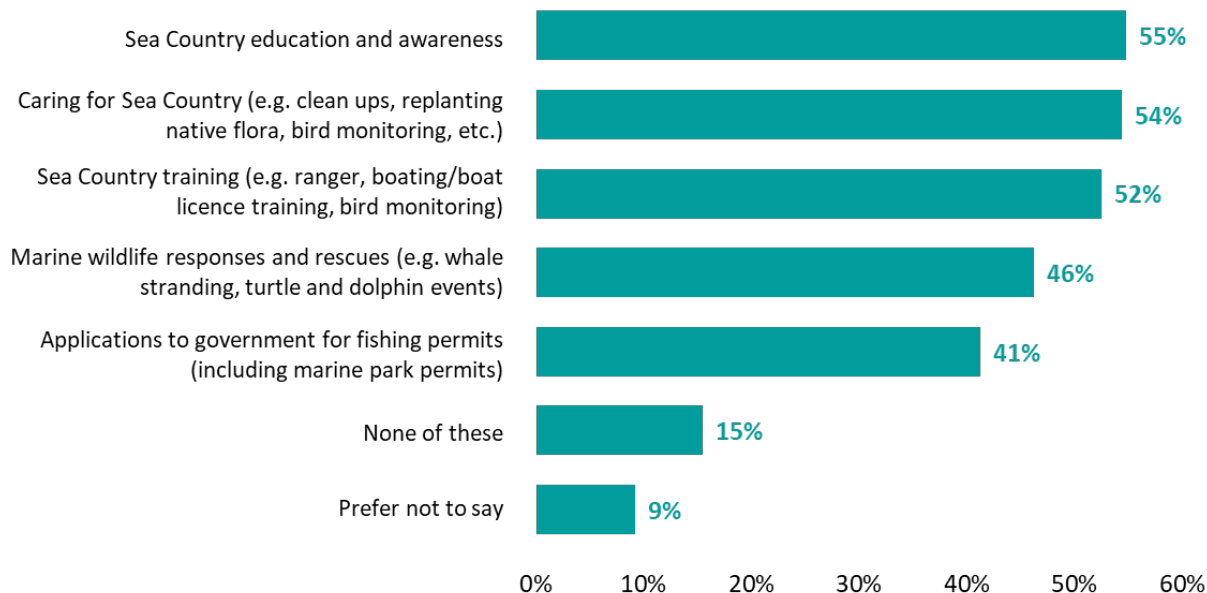 Sea Country education and awareness
55%
Caring for Sea Country (e.g. clean ups, replanting
native flora, bird monitoring, etc.)
54%
Sea Country training (e.g. ranger, boating/boat
licence training, bird monitoring)
52%
Marine wildlife responses and rescues (e.g. whale
stranding, turtle and dolphin events)
46%
Applications to government for fishing permits
(including marine park permits)
41%
None of these
15%
Prefer not to say
9%
0% 10% 20% 30% 40% 50% 60%